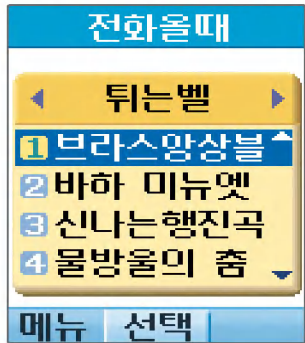 전화올때
튀는벨
1 브라스앙상블
2 바하 미뉴엣
3 신나는행진곡
4 물방울의 춤
메뉴 선택